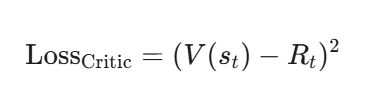 Loss_Critic = (V(s_t) − R_t)²